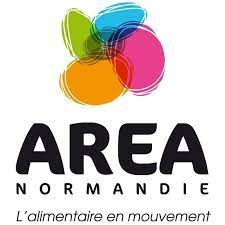 AREA
NORMANDIE
L'alimentaire en mouvement